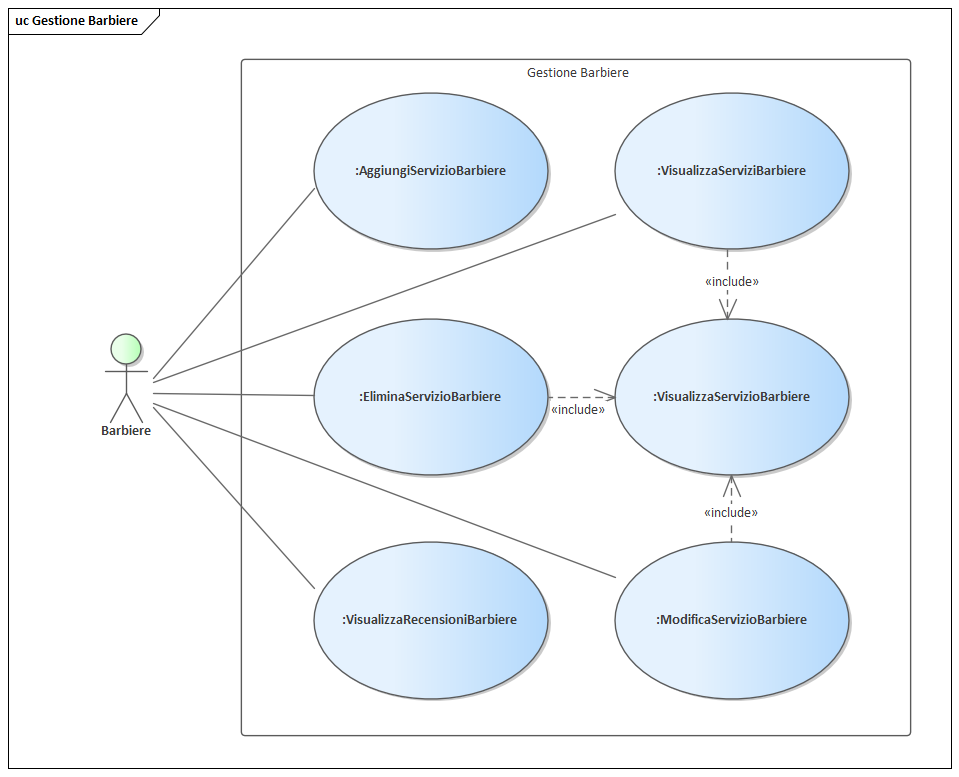 uc Gestione Barbiere
Gestione Barbiere
:AggiungiServizioBarbiere
:VisualizzaServiziBarbiere
«include»
:EliminaServizioBarbiere
«include»
:VisualizzaServizioBarbiere
Barbiere
«include»
:VisualizzaRecensioniBarbiere
:ModificaServizioBarbiere